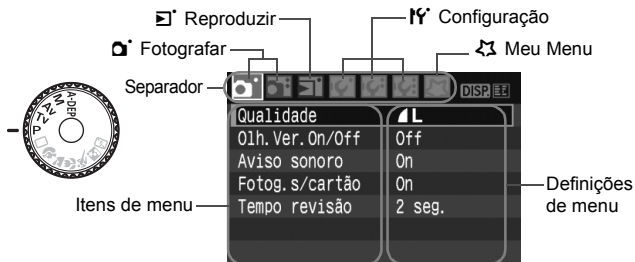 Reproduzir
Configuração
Fotografar
Meu Menu
Separador
DISP.
A-DEP
M
Av
Tv
P
Qualidade L
Olh.Ver.On/Off Off
Aviso sonoro On
Fotog.s/cartão On
Tempo revisão 2 seg.
Itens de menu
Definições
de menu